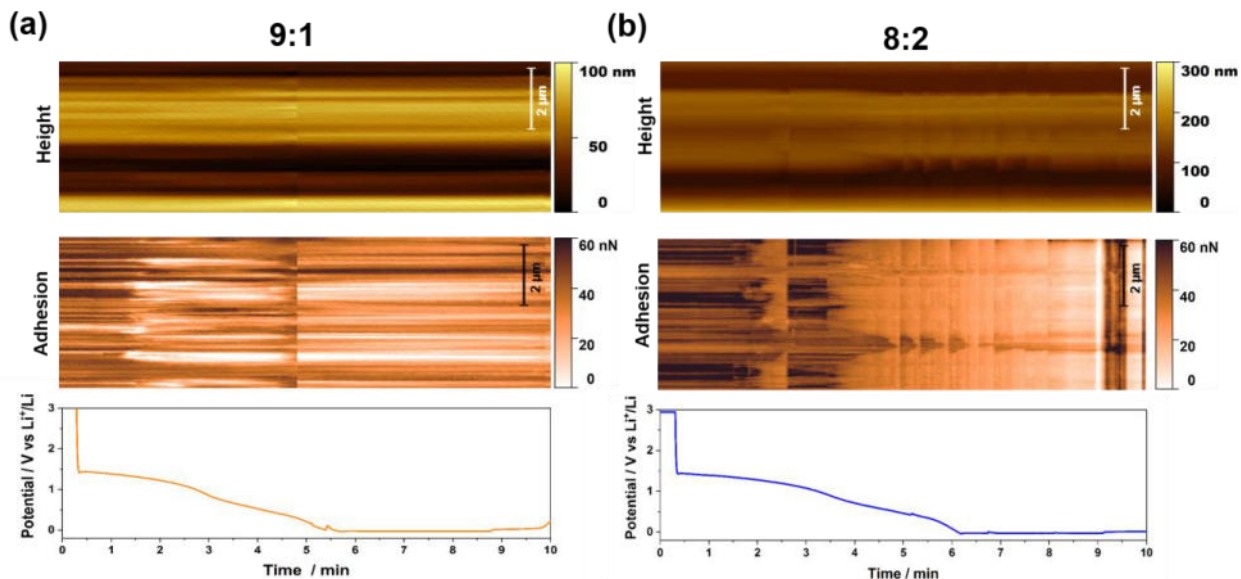 (a)
9:1
Height
2 µm
100 nm
50
0
Adhesion
2 µm
60 nN
40
20
0
Potential / V vs Li⁺/Li
3
2
1
0
0 1 2 3 4 5 6 7 8 9 10
Time / min
(b)
8:2
Height
2 µm
300 nm
200
100
0
Adhesion
2 µm
60 nN
40
20
0
Potential / V vs Li⁺/Li
3
2
1
0
0 1 2 3 4 5 6 7 8 9 10
Time / min